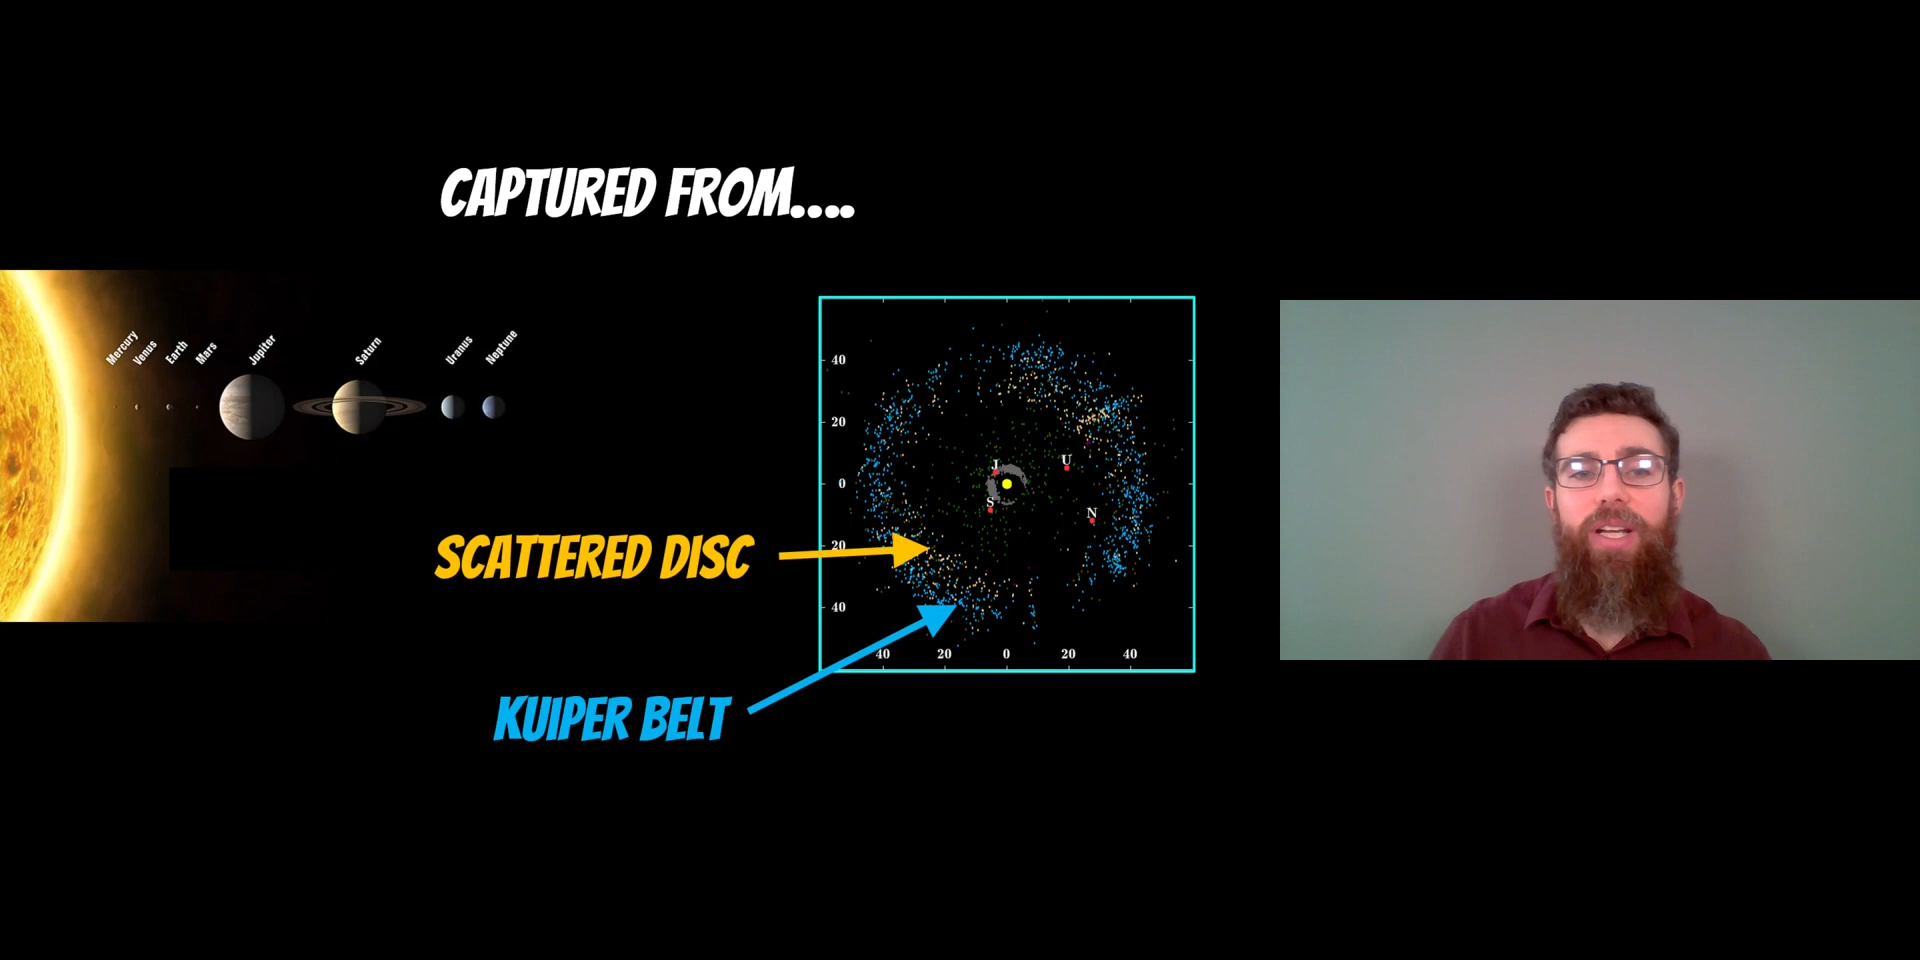 CAPTURED FROM....
Mercury
Venus
Earth
Mars
Jupiter
Saturn
Uranus
Neptune
40
20
0
20
40
J
S
U
N
40
20
0
20
40
SCATTERED DISC
KUIPER BELT